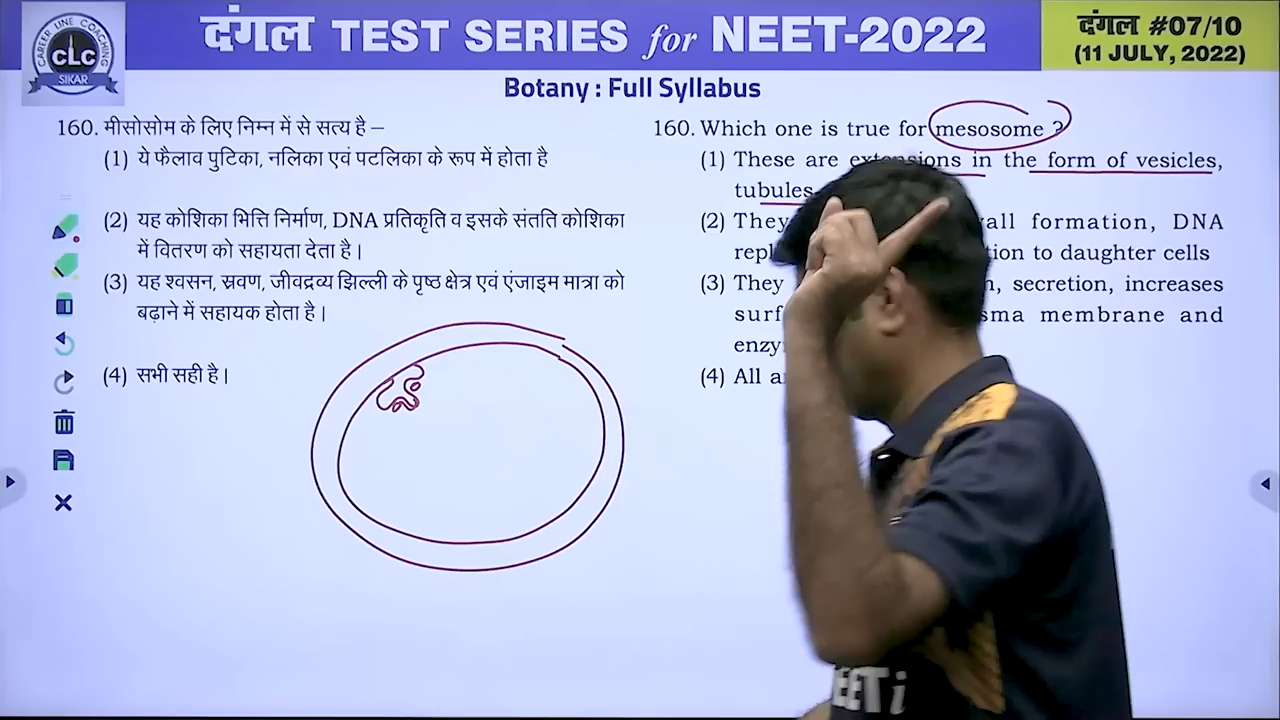 CAREER LINE COACHING
CLC
SIKAR
दंगल TEST SERIES for NEET-2022
दंगल #07/10
(11 JULY, 2022)
Botany : Full Syllabus
160. मीसोसोम के लिए निम्न में से सत्य है –
(1) ये फैलाव पुटिका, नलिका एवं पटलिका के रूप में होता है
(2) यह कोशिका भित्ति निर्माण, DNA प्रतिकृति व इसके संतति कोशिका
में वितरण को सहायता देता है।
(3) यह श्वसन, स्रवण, जीवद्रव्य झिल्ली के पृष्ठ क्षेत्र एवं एंजाइम मात्रा को
बढ़ाने में सहायक होता है।
(4) सभी सही है।
160. Which one is true for mesosome ?
(1) These are extensions in the form of vesicles,
tubules
(2) They formation, DNA
to daughter cells
(3) They secretion, increases
membrane and
(4) All
NEET i